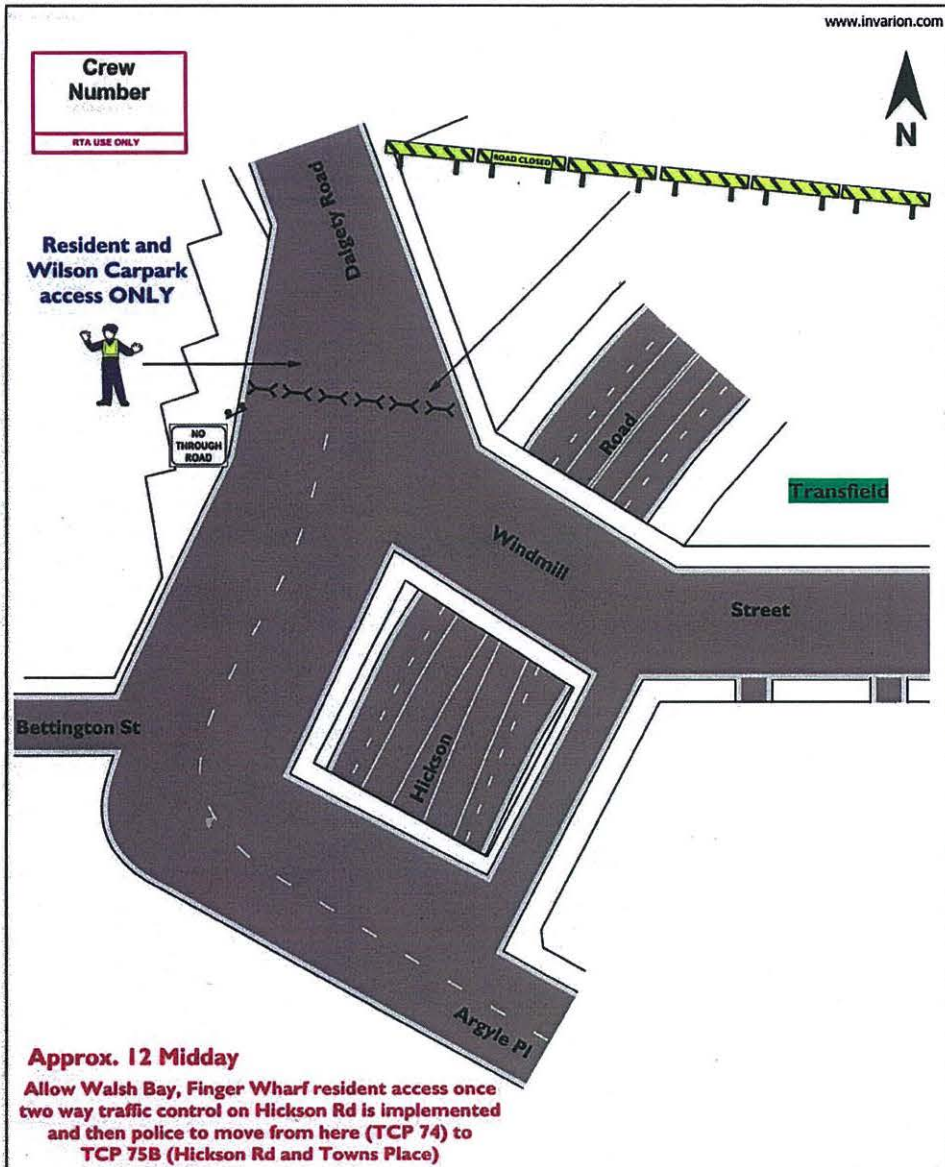 www.invarion.com
Crew
Number
RTA USE ONLY
N
ROAD CLOSED
Dalgety Road
Resident and
Wilson Carpark
access ONLY
NO
THROUGH
ROAD
Road
Transfield
Windmill
Street
Bettington St
Hickson
Argyle Pl
Approx. 12 Midday
Allow Walsh Bay, Finger Wharf resident access once
two way traffic control on Hickson Rd is implemented
and then police to move from here (TCP 74) to
TCP 75B (Hickson Rd and Towns Place)